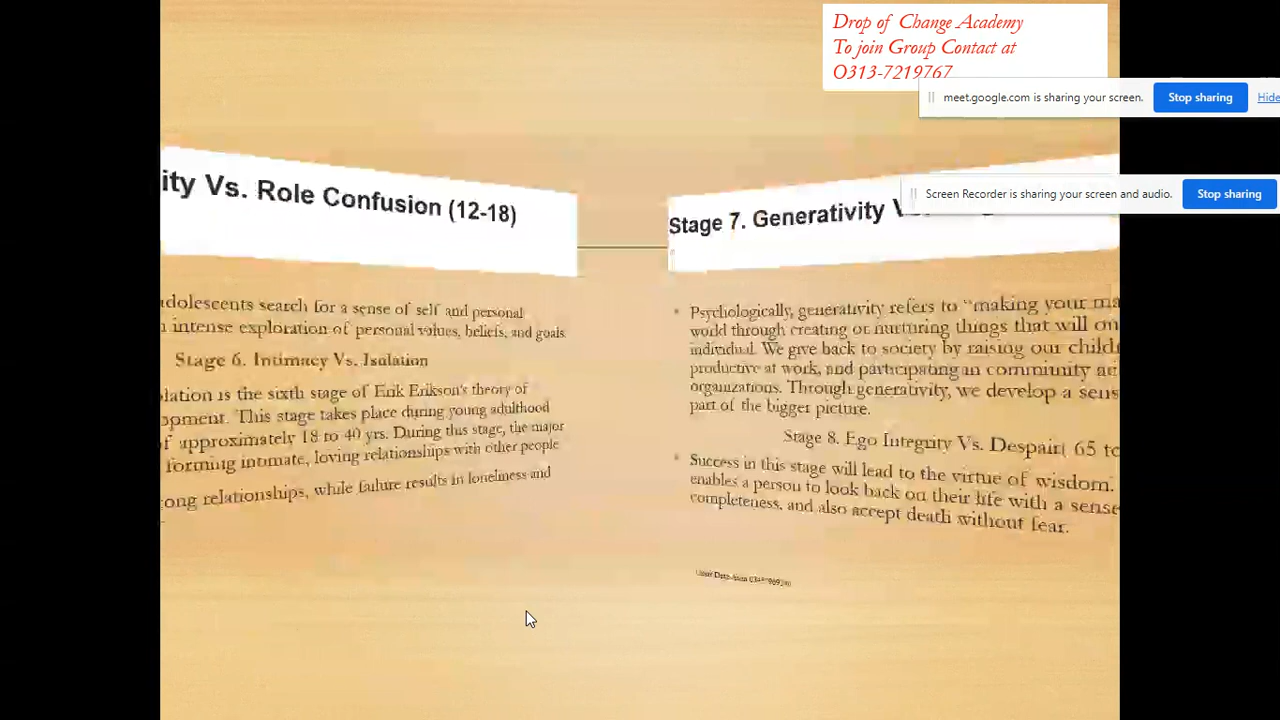 Drop of Change Academy
To join Group Contact at
O313-7219767
meet.google.com is sharing your screen.
Stop sharing
Hide
Screen Recorder is sharing your screen and audio.
Stop sharing
ity Vs. Role Confusion (12-18)
adolescents search for a sense of self and personal
intense exploration of personal values, beliefs, and goals.
Stage 6. Intimacy Vs. Isolation
lation is the sixth stage of Erik Erikson's theory of
opment. This stage takes place during young adulthood
f approximately 18 to 40 yrs. During this stage, the major
forming intimate, loving relationships with other people
ong relationships, while failure results in loneliness and
Stage 7. Generativity
• Psychologically, generativity refers to "making your ma
world through creating or nurturing things that will
individual. We give back to society by raising our child
productive at work, and participating in community
organizations. Through generativity, we develop a sens
part of the bigger picture.
Stage 8. Ego Integrity Vs. Despair( 65 to
• Success in this stage will lead to the virtue of wisdom.
enables a person to look back on their life with a sense
completeness, and also accept death without fear.